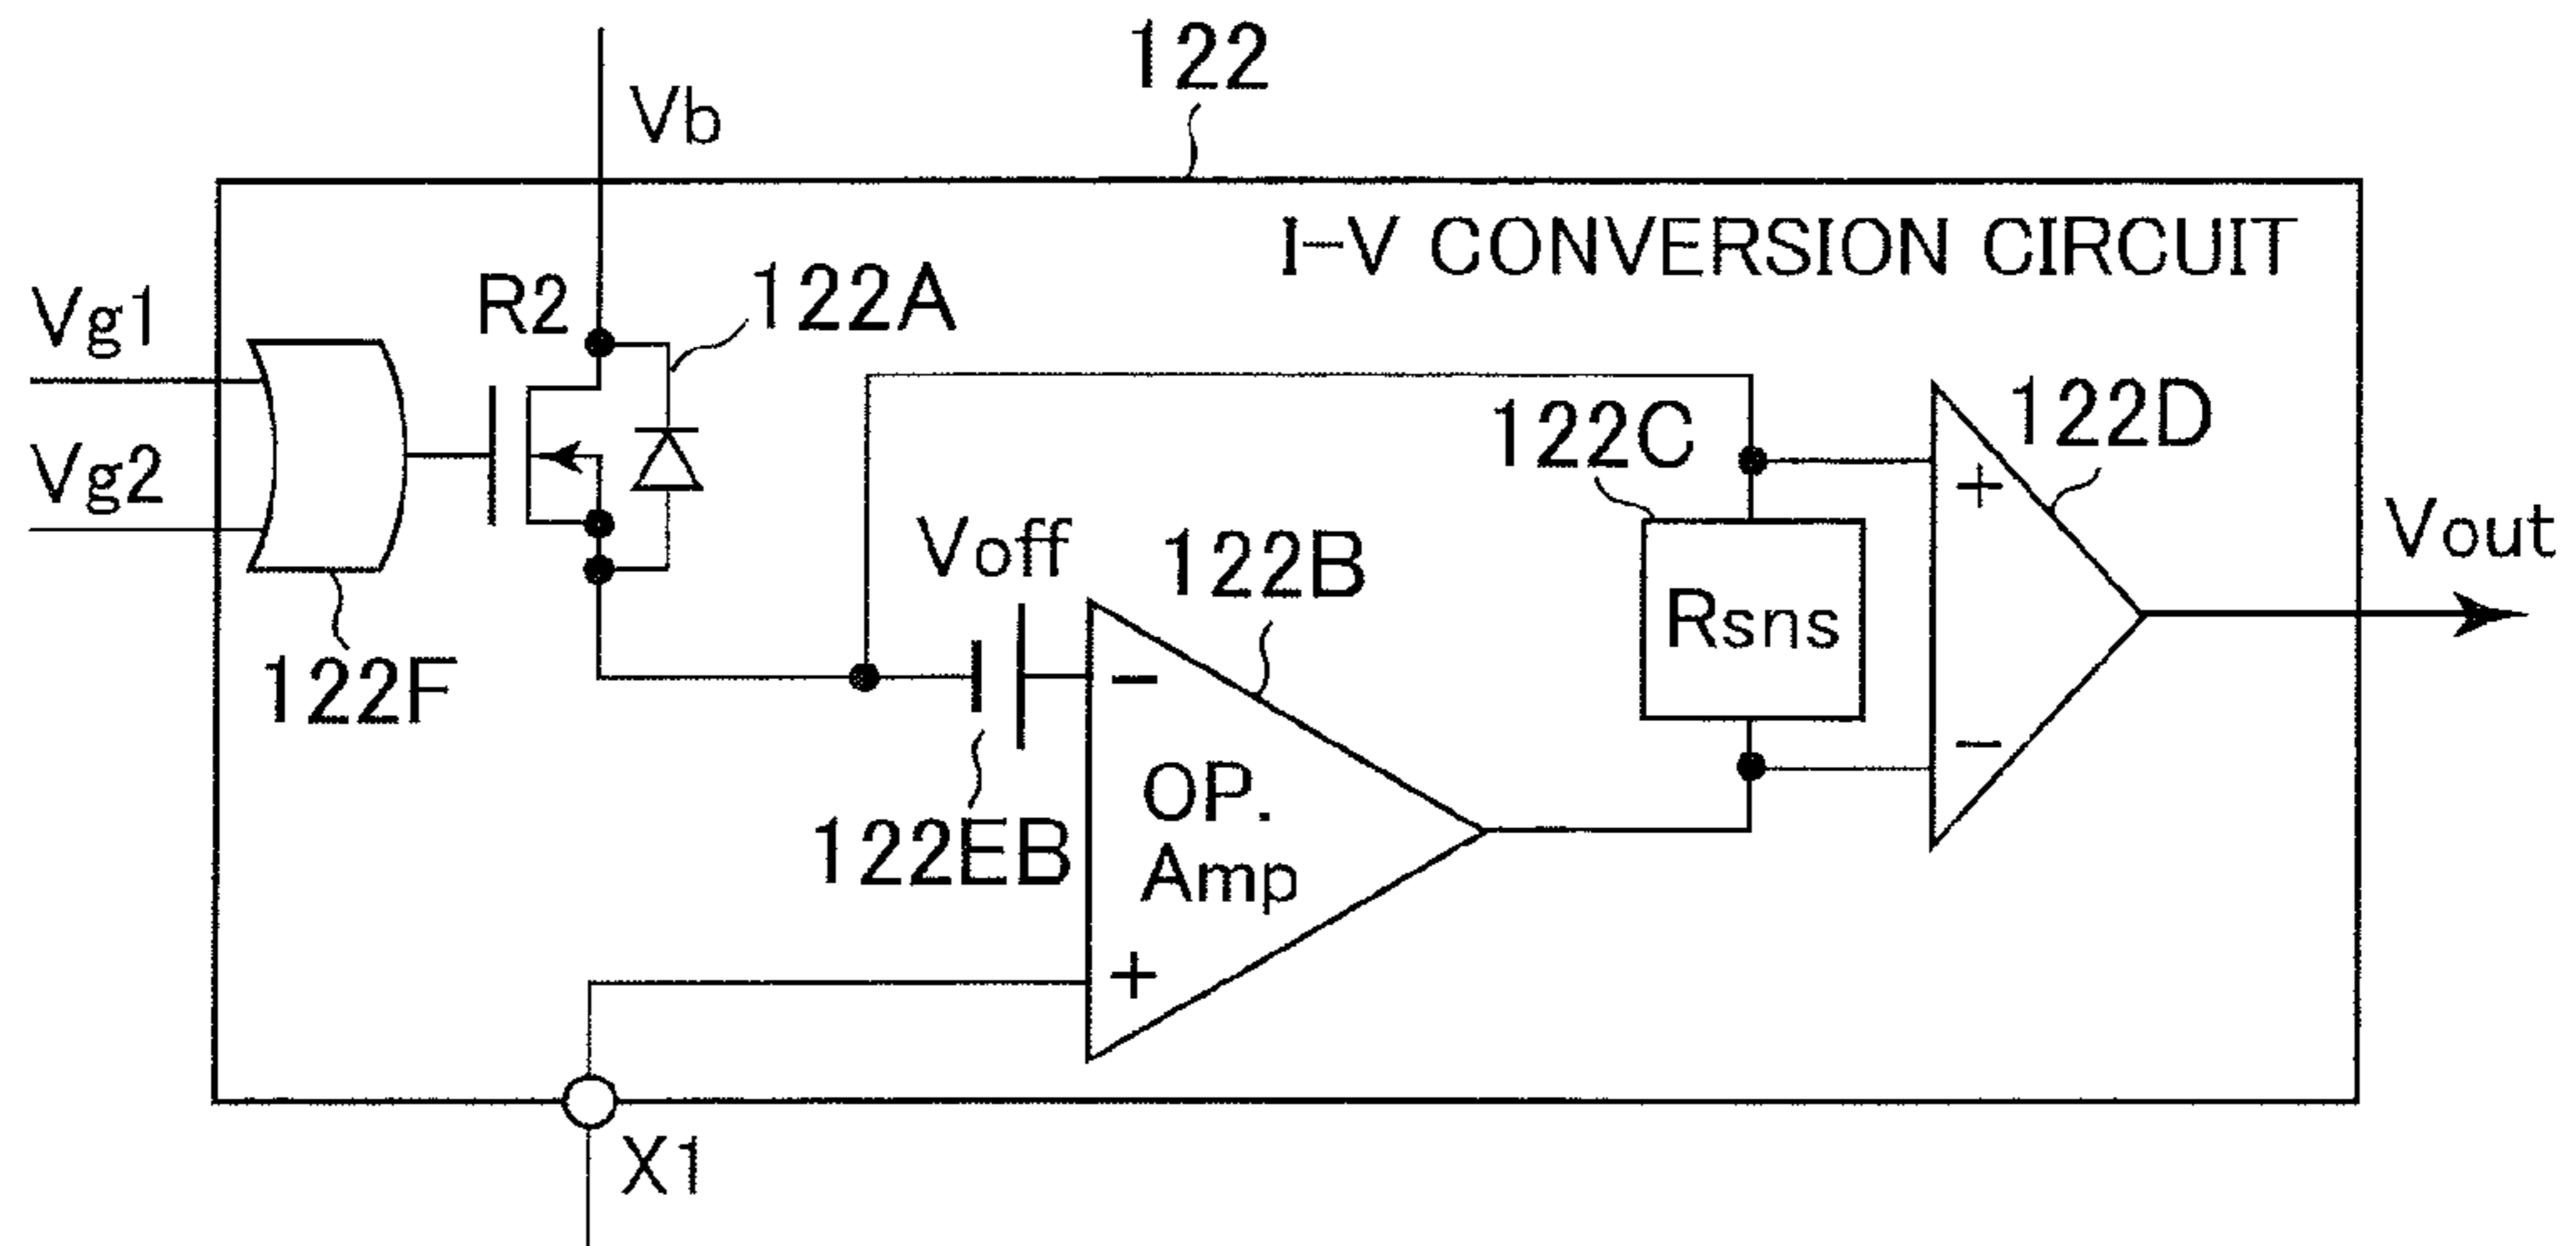 122
Vb
I-V CONVERSION CIRCUIT
Vg1
R2
122A
Vg2
122C
122D
+
Voff
122B
Vout
Rsns
122F
-
-
122EB
OP.
Amp
+
X1